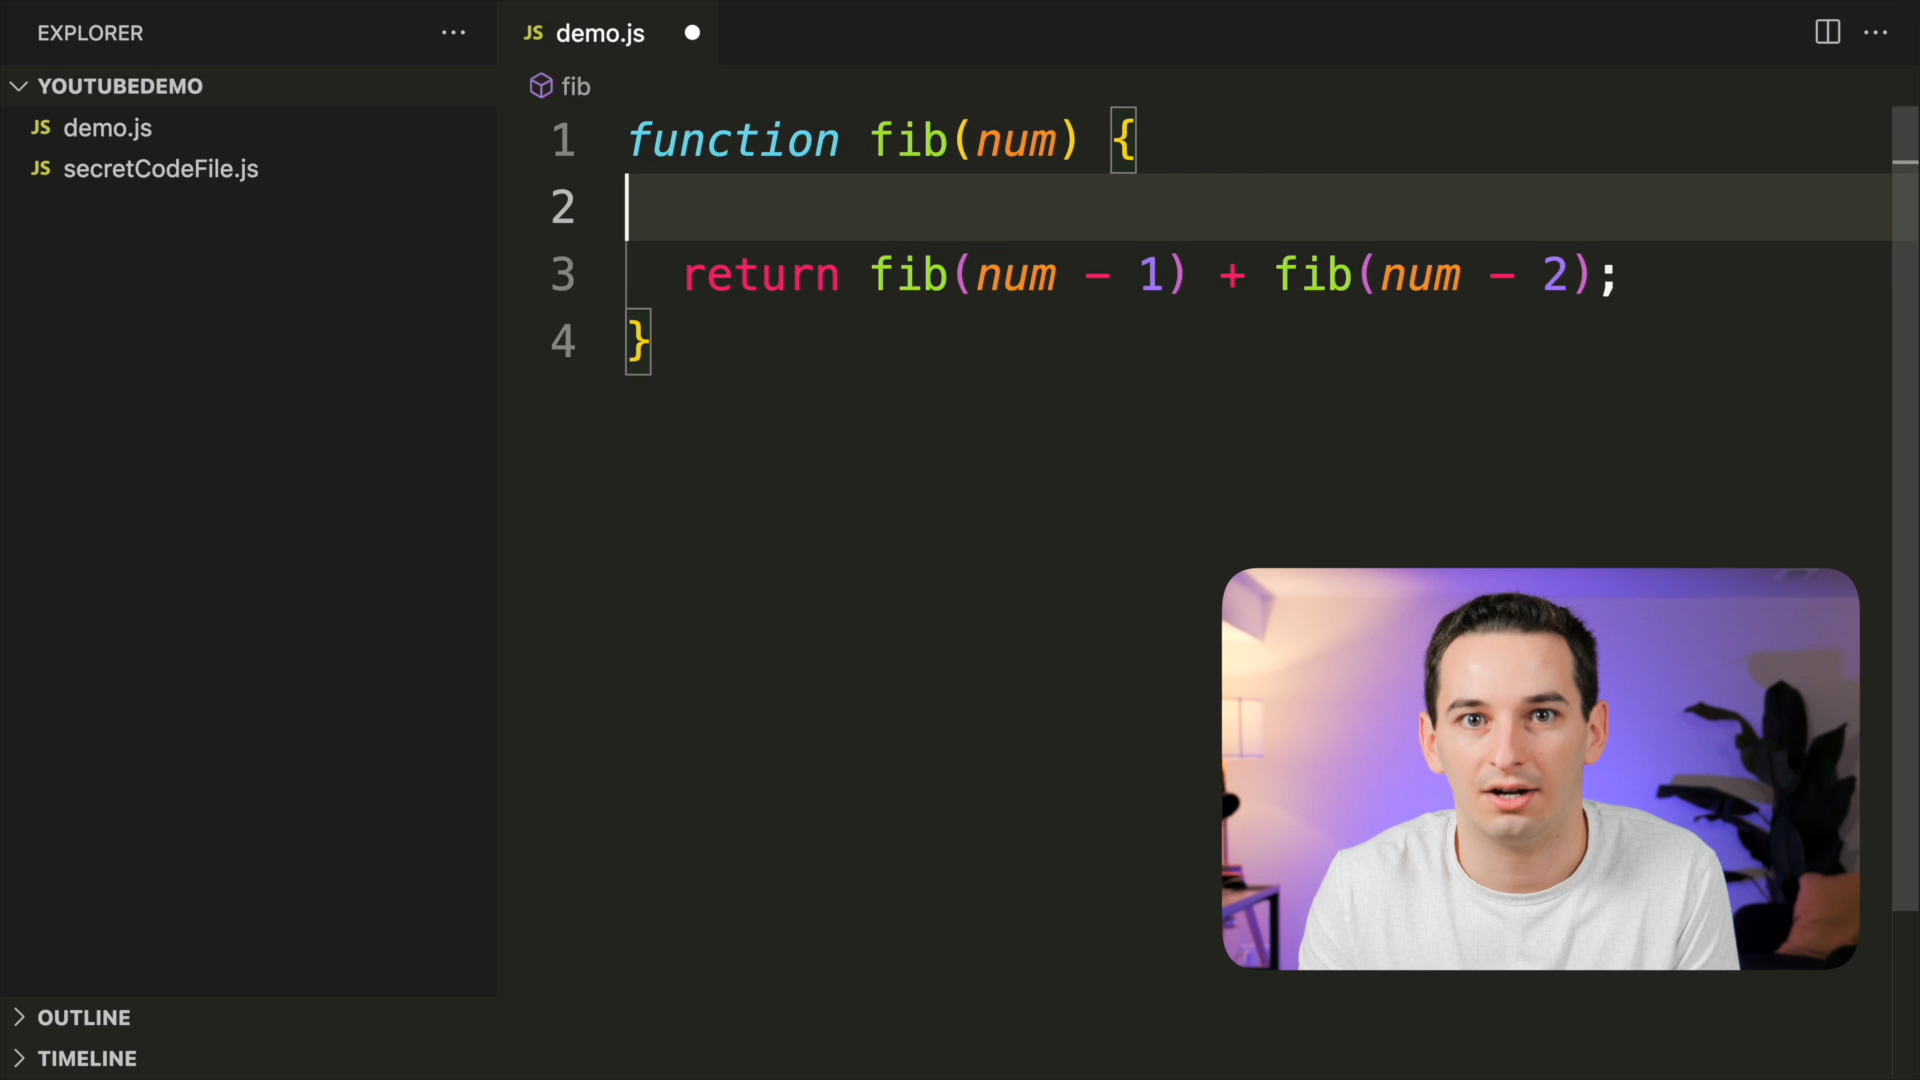 EXPLORER
YOUTUBEDEMO
JS demo.js
JS secretCodeFile.js
OUTLINE
TIMELINE
JS demo.js
fib
1 function fib(num) {
2
3 return fib(num - 1) + fib(num - 2);
4 }